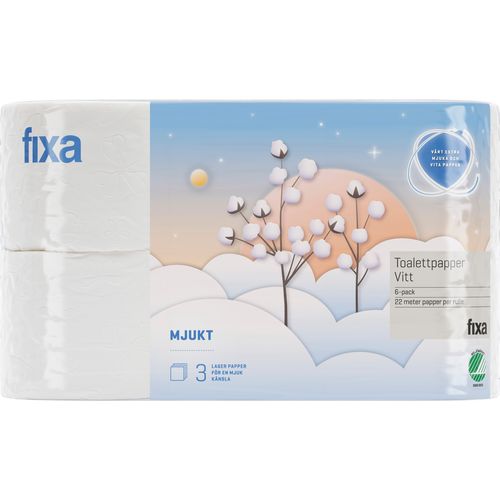 fixa
VÅRT EXTRA
MJUKA OCH
VITA PAPPER
Toalettpapper
Vitt
6-pack
22 meter papper per rulle
fixa
MJUKT
3 LAGER PAPPER
FÖR EN MJUK
KÄNSLA